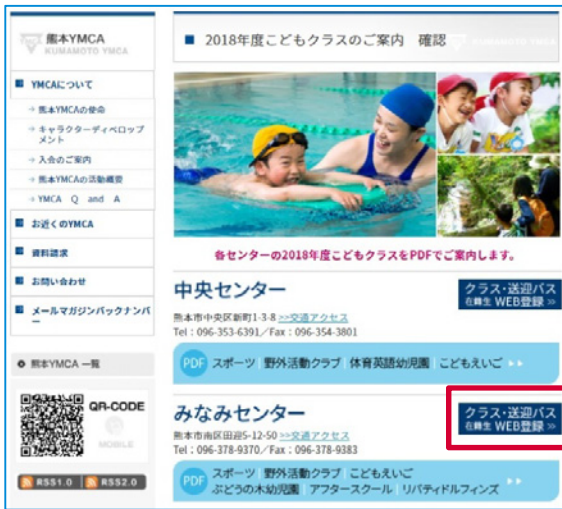 熊本YMCA
KUMAMOTO YMCA
YMCAについて
熊本YMCAの使命
キャラクターディベロップ
メント
入会のご案内
熊本YMCAの活動概要
YMCA Q and A
お近くのYMCA
資料請求
お問い合わせ
メールマガジンバックナンバ
ー
熊本YMCA 一覧
QR-CODE
MOBILE
RSS1.0 RSS2.0
2018年度こどもクラスのご案内 確認
KUMAMOTO YMCA
各センターの2018年度こどもクラスをPDFでご案内します。
中央センター
クラス・送迎バス
在籍生 WEB登録 ≫
熊本市中央区新町1-3-8 >>交通アクセス
Tel：096-353-6391／Fax：096-354-3801
PDF スポーツ｜野外活動クラブ｜体育英語幼児園｜こどもえいご
みなみセンター
クラス・送迎バス
在籍生 WEB登録 ≫
熊本市南区田迎5-12-50 >>交通アクセス
Tel：096-378-9370／Fax：096-378-9383
PDF スポーツ｜野外活動クラブ｜こどもえいご
ぶどうの木幼児園｜アフタースクール｜リバティドルフィンズ